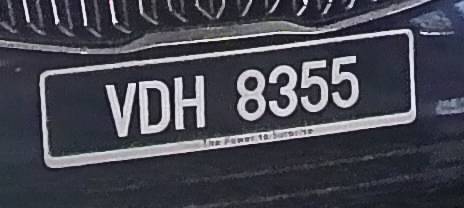 VDH 8355
The Power to Surprise